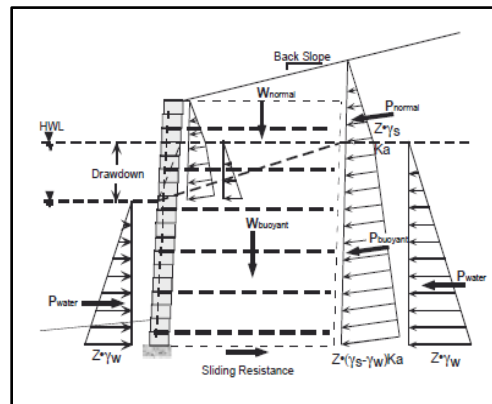 Back Slope
Wnormal
Pnormal
HWL
Z•γs
Ka
Drawdown
Wbuoyant
Pbuoyant
Pwater
Pwater
Z•γw
Z•(γs-γw)Ka
Z•γw
Sliding Resistance